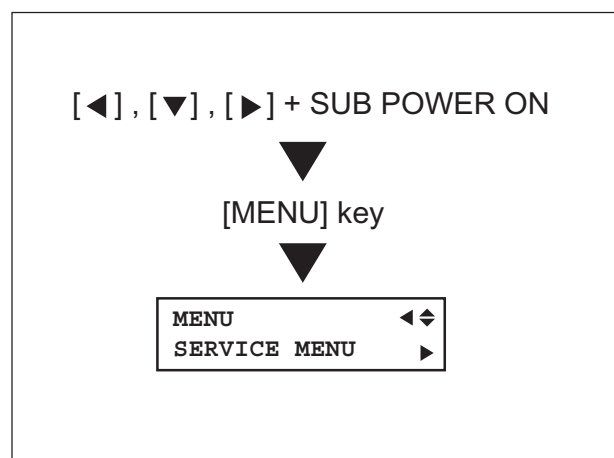 [◀] , [▼] , [▶] + SUB POWER ON
[MENU] key
MENU
SERVICE MENU